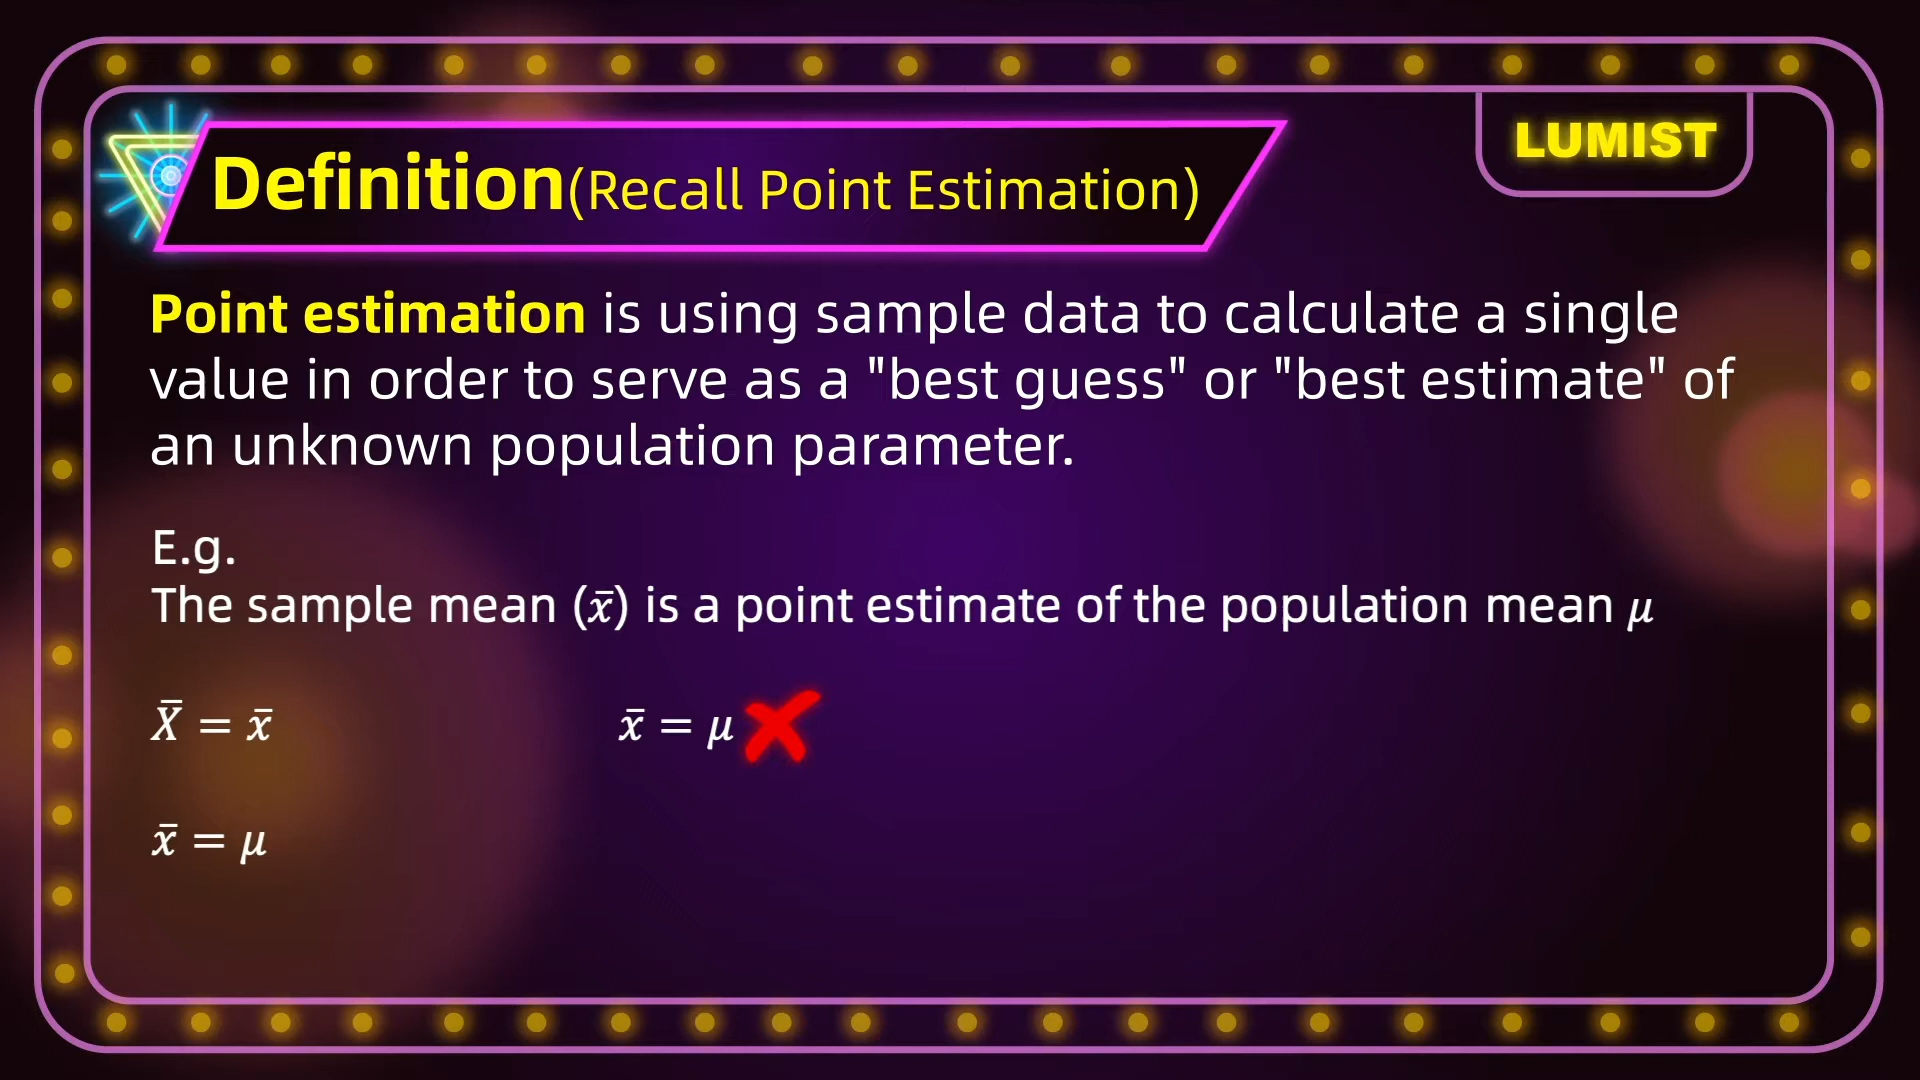 LUMIST
Definition(Recall Point Estimation)
Point estimation is using sample data to calculate a single
value in order to serve as a "best guess" or "best estimate" of
an unknown population parameter.
E.g.
The sample mean (x̄) is a point estimate of the population mean μ
X̄ = x̄
x̄ = μ
x̄ = μ